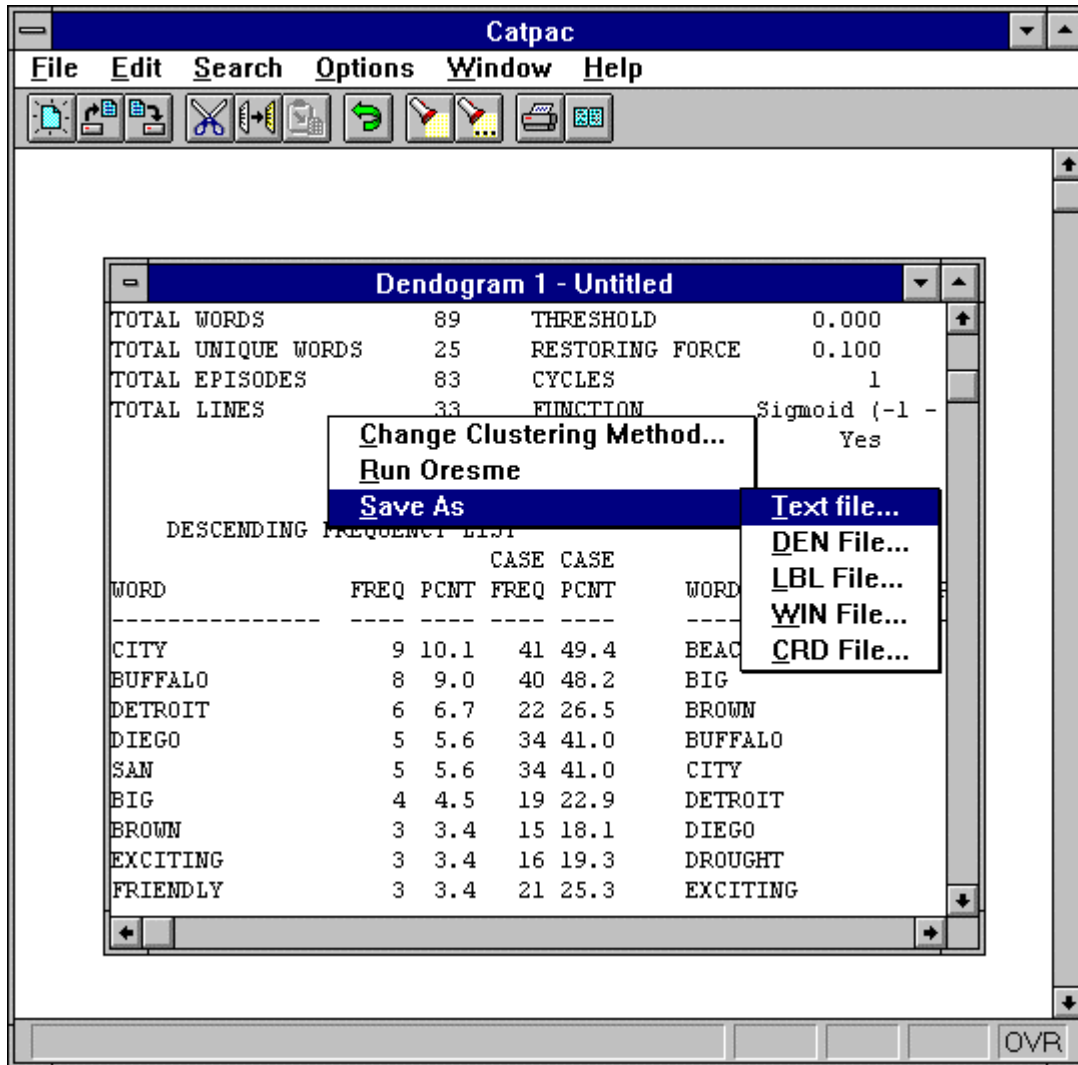 Catpac
File Edit Search Options Window Help
Dendogram 1 - Untitled
TOTAL WORDS 89 THRESHOLD 0.000
TOTAL UNIQUE WORDS 25 RESTORING FORCE 0.100
TOTAL EPISODES 83 CYCLES 1
TOTAL LINES 33 FUNCTION Sigmoid (-1 -
Yes
Change Clustering Method...
Run Oresme
Save As
Text file...
DEN File...
LBL File...
WIN File...
CRD File...
DESCENDING FREQUENCY LIST
CASE CASE
WORD FREQ PCNT FREQ PCNT WORD
--------------- ---- ---- ---- ---- ----
CITY 9 10.1 41 49.4 BEAC
BUFFALO 8 9.0 40 48.2 BIG
DETROIT 6 6.7 22 26.5 BROWN
DIEGO 5 5.6 34 41.0 BUFFALO
SAN 5 5.6 34 41.0 CITY
BIG 4 4.5 19 22.9 DETROIT
BROWN 3 3.4 15 18.1 DIEGO
EXCITING 3 3.4 16 19.3 DROUGHT
FRIENDLY 3 3.4 21 25.3 EXCITING
OVR